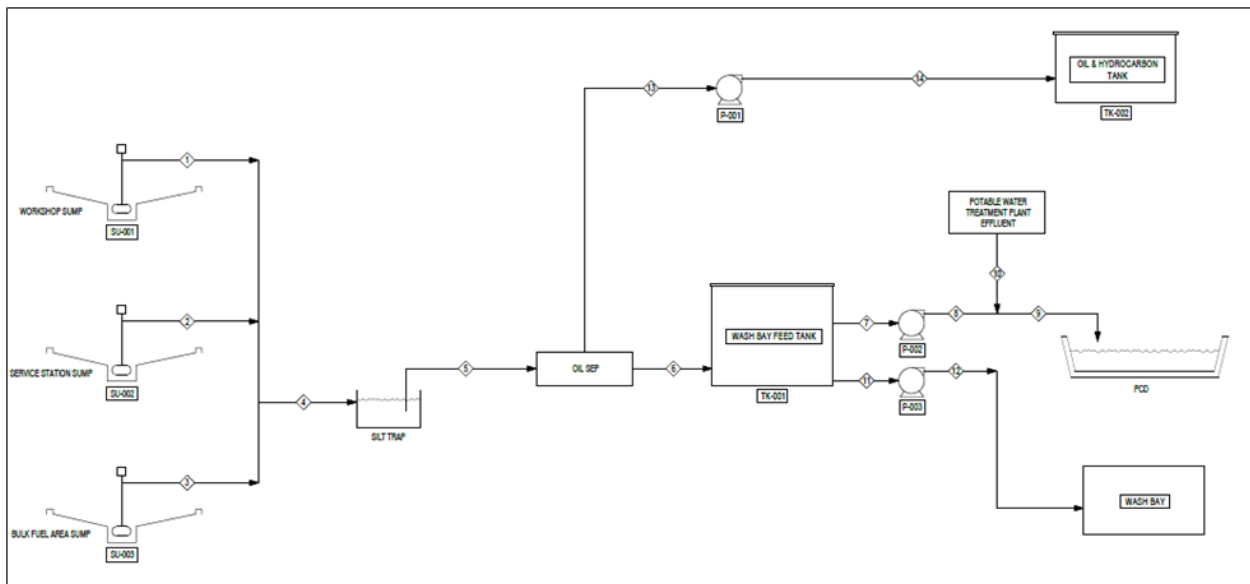 13
14
OIL & HYDROCARBON
TANK
P-001
TK-002
1
WORKSHOP SUMP
SU-001
POTABLE WATER
TREATMENT PLANT
EFFLUENT
10
2
SERVICE STATION SUMP
SU-002
WASH BAY FEED TANK
7
8
9
P-002
5
OIL SEP
6
11
12
P-003
PCD
TK-001
4
SILT TRAP
3
BULK FUEL AREA SUMP
SU-003
WASH BAY